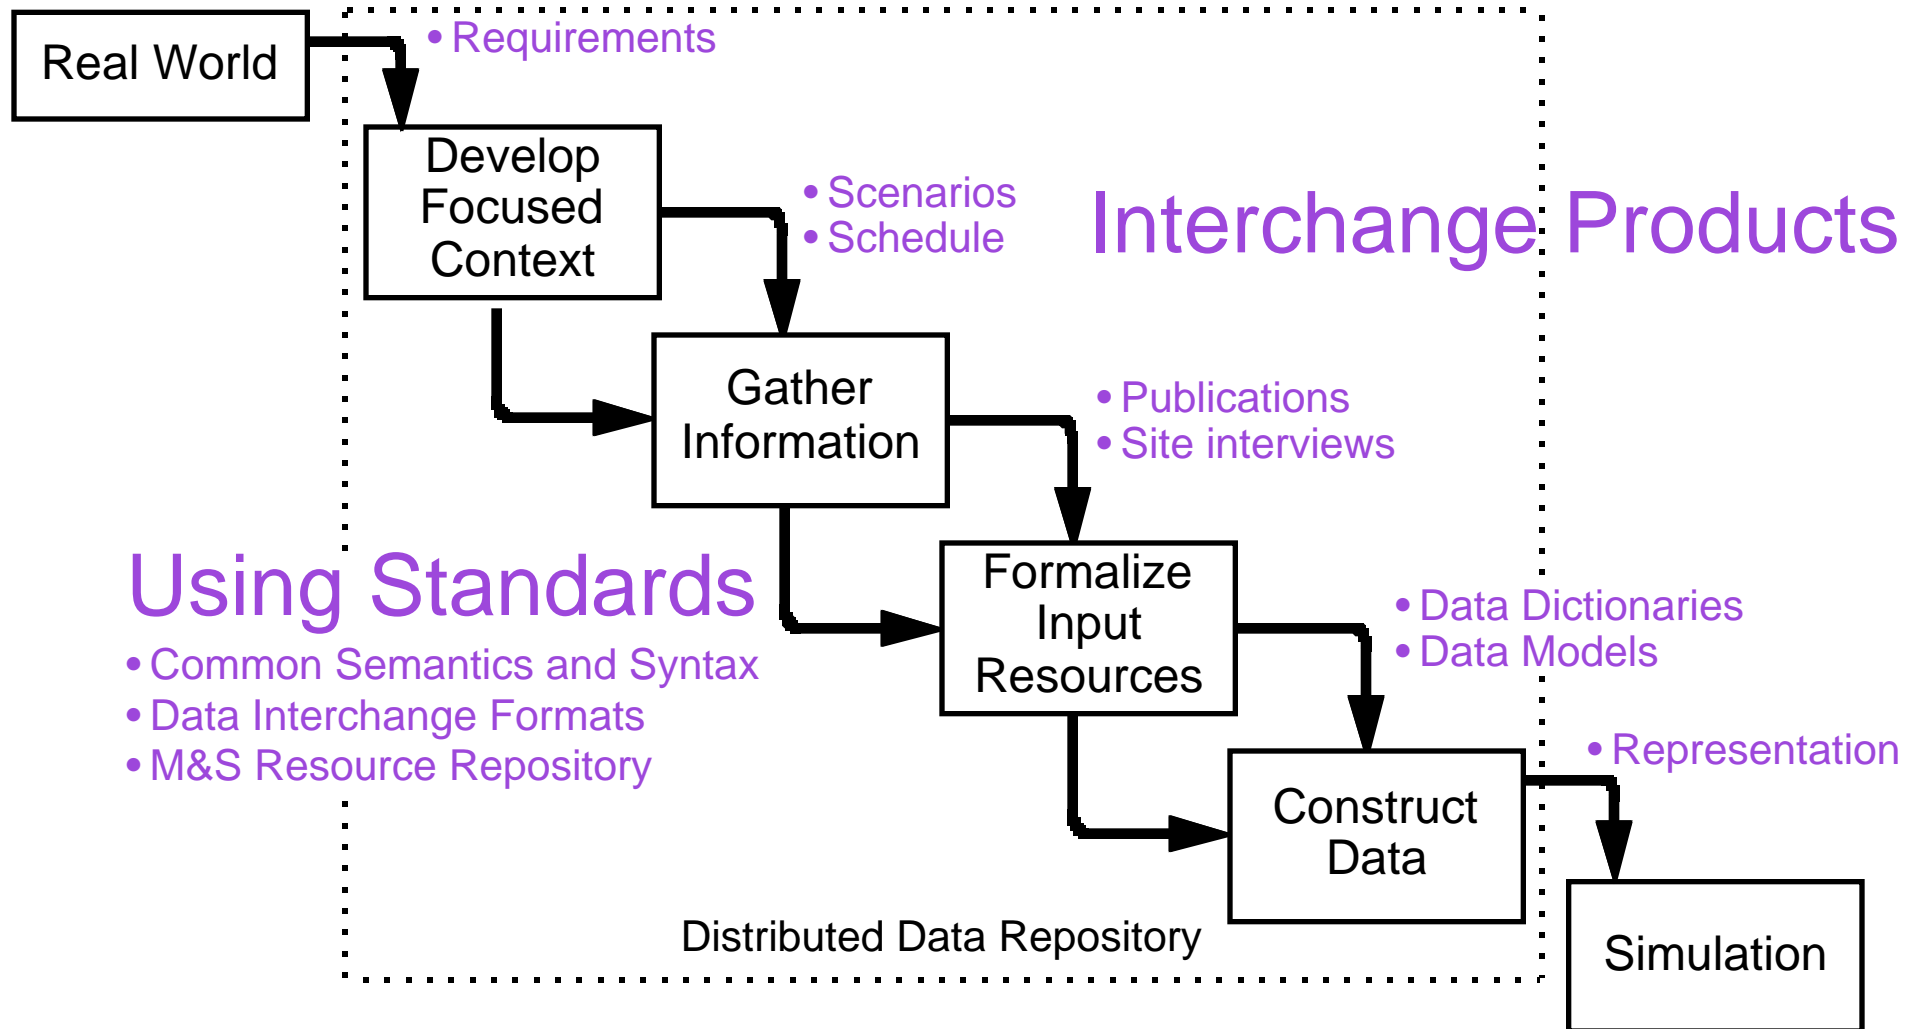 Real World
• Requirements
Develop
Focused
Context
• Scenarios
• Schedule
Interchange Products
Gather
Information
• Publications
• Site interviews
Using Standards
• Common Semantics and Syntax
• Data Interchange Formats
• M&S Resource Repository
Formalize
Input
Resources
• Data Dictionaries
• Data Models
Construct
Data
• Representation
Distributed Data Repository
Simulation